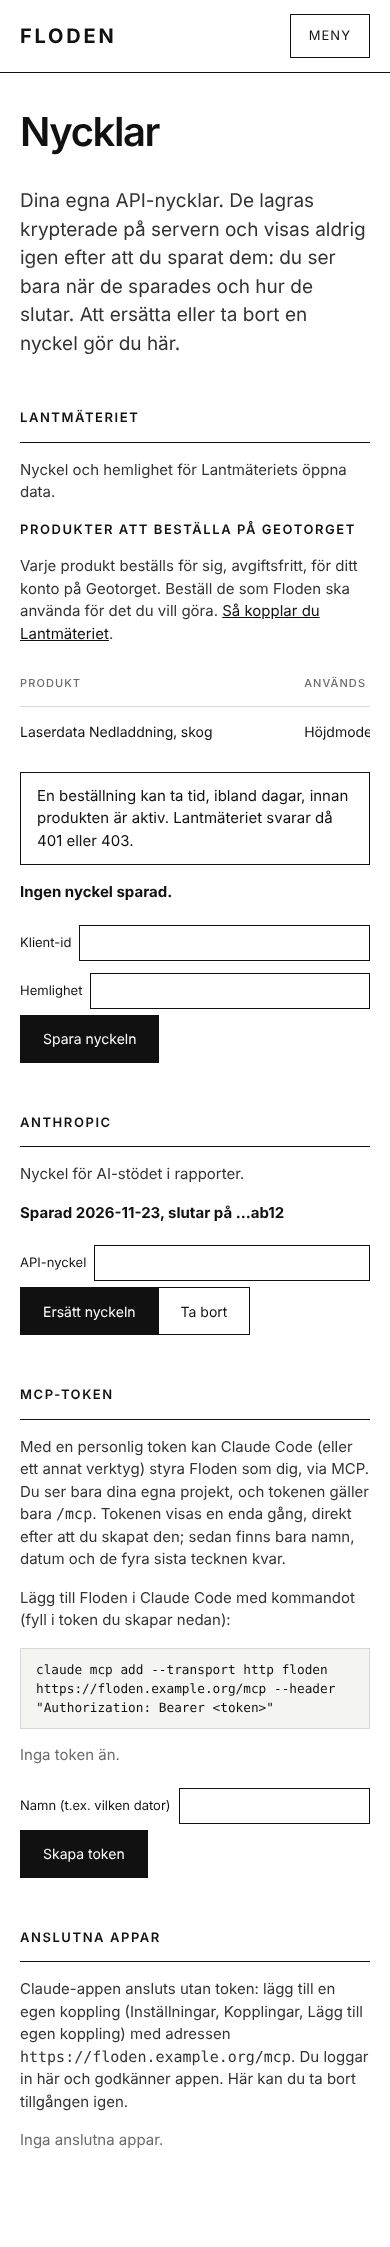 FLODEN
MENY
Nycklar
Dina egna API-nycklar. De lagras
krypterade på servern och visas aldrig
igen efter att du sparat dem: du ser
bara när de sparades och hur de
slutar. Att ersätta eller ta bort en
nyckel gör du här.
LANTMÄTERIET
Nyckel och hemlighet för Lantmäteriets öppna
data.
PRODUKTER ATT BESTÄLLA PÅ GEOTORGET
Varje produkt beställs för sig, avgiftsfritt, för ditt
konto på Geotorget. Beställ de som Floden ska
använda för det du vill göra. Så kopplar du
Lantmäteriet.
PRODUKT ANVÄNDS
Laserdata Nedladdning, skog Höjdmode
En beställning kan ta tid, ibland dagar, innan
produkten är aktiv. Lantmäteriet svarar då
401 eller 403.
Ingen nyckel sparad.
Klient-id
Hemlighet
Spara nyckeln
ANTHROPIC
Nyckel för AI-stödet i rapporter.
Sparad 2026-11-23, slutar på …ab12
API-nyckel
Ersätt nyckeln Ta bort
MCP-TOKEN
Med en personlig token kan Claude Code (eller
ett annat verktyg) styra Floden som dig, via MCP.
Du ser bara dina egna projekt, och tokenen gäller
bara /mcp. Tokenen visas en enda gång, direkt
efter att du skapat den; sedan finns bara namn,
datum och de fyra sista tecknen kvar.
Lägg till Floden i Claude Code med kommandot
(fyll i token du skapar nedan):
claude mcp add --transport http floden
https://floden.example.org/mcp --header
"Authorization: Bearer <token>"
Inga token än.
Namn (t.ex. vilken dator)
Skapa token
ANSLUTNA APPAR
Claude-appen ansluts utan token: lägg till en
egen koppling (Inställningar, Kopplingar, Lägg till
egen koppling) med adressen
https://floden.example.org/mcp. Du loggar
in här och godkänner appen. Här kan du ta bort
tillgången igen.
Inga anslutna appar.